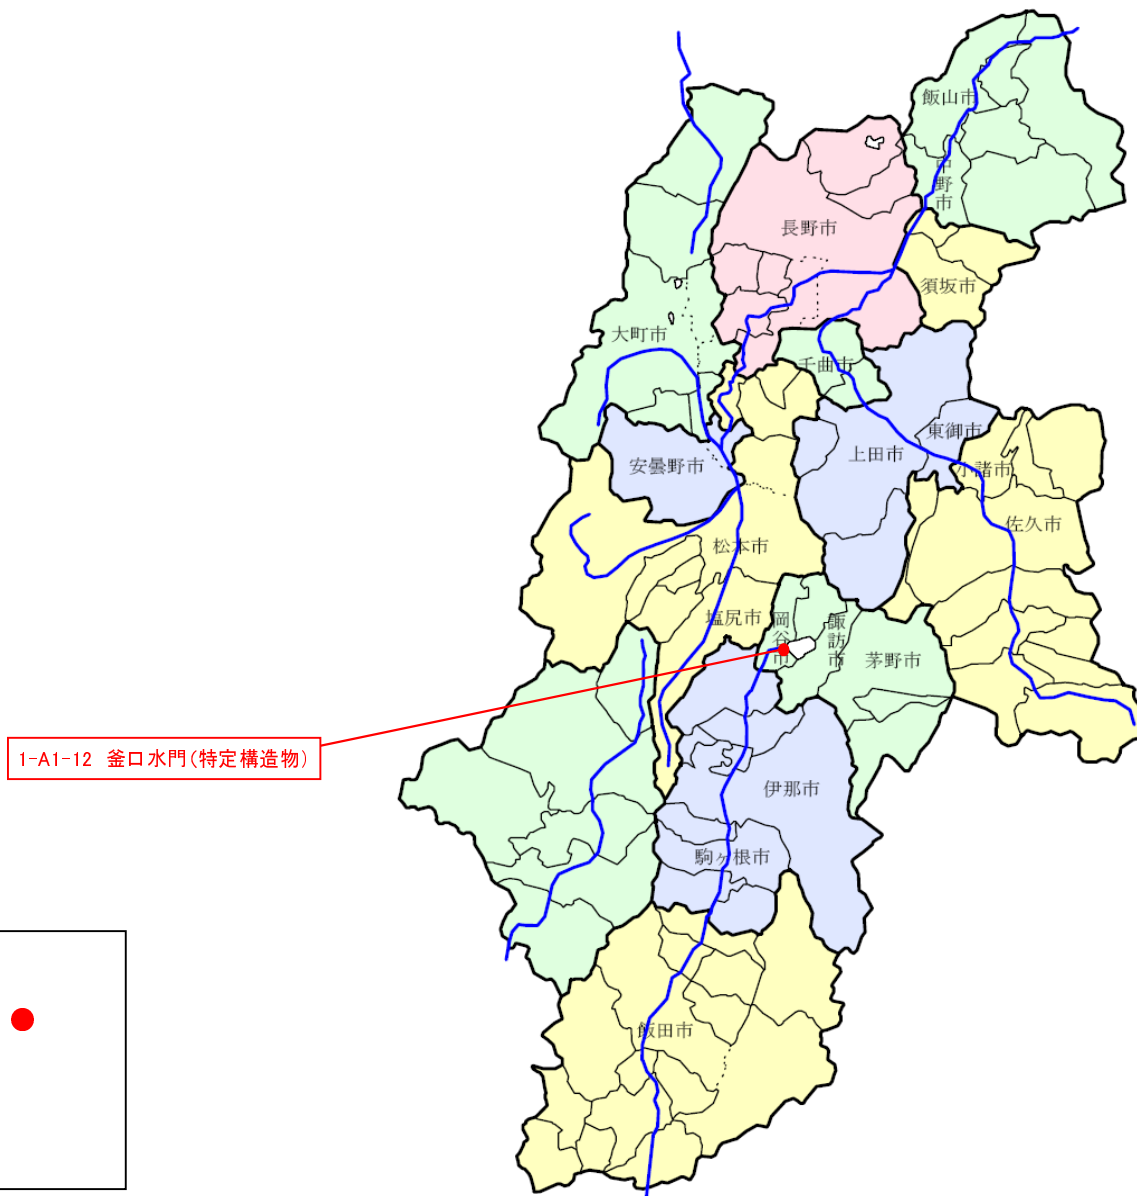 飯山市
中野市
長野市
須坂市
大町市
千曲市
東御市
上田市
安曇野市
小諸市
佐久市
松本市
塩尻市
岡谷市
諏訪市
茅野市
1-A1-12 釜口水門(特定構造物)
伊那市
駒ヶ根市
飯田市